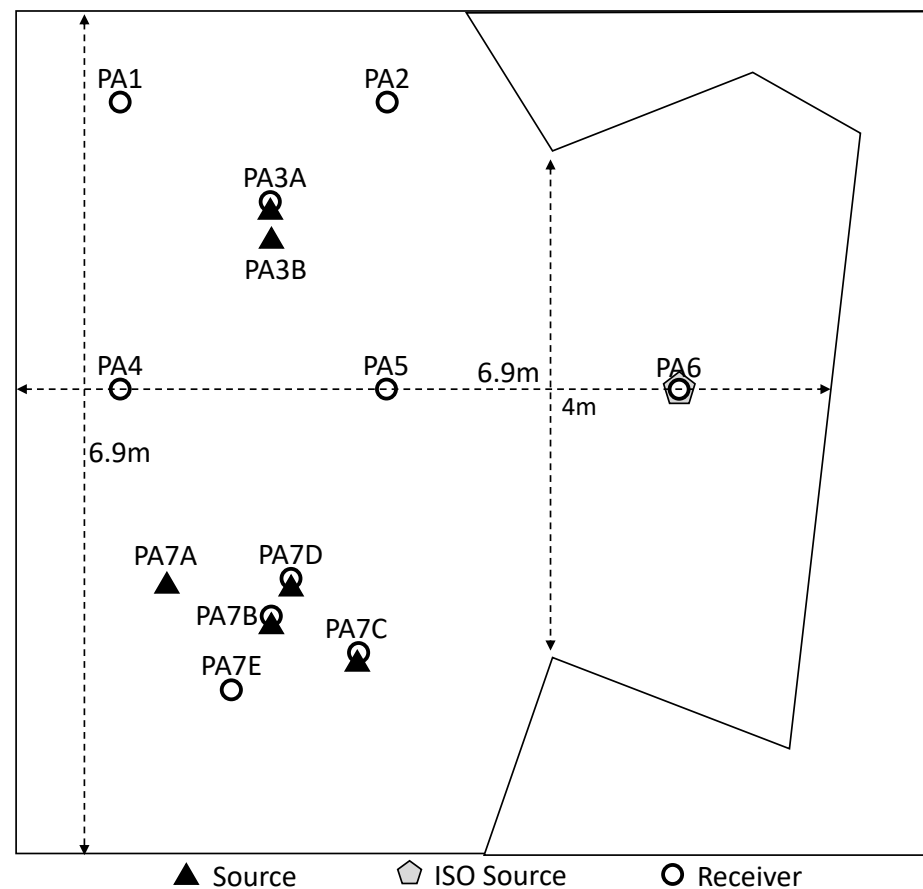 PA1
PA2
PA3A
PA3B
PA4
PA5
PA6
6.9m
4m
6.9m
PA7A
PA7D
PA7B
PA7C
PA7E
Source
ISO Source
Receiver